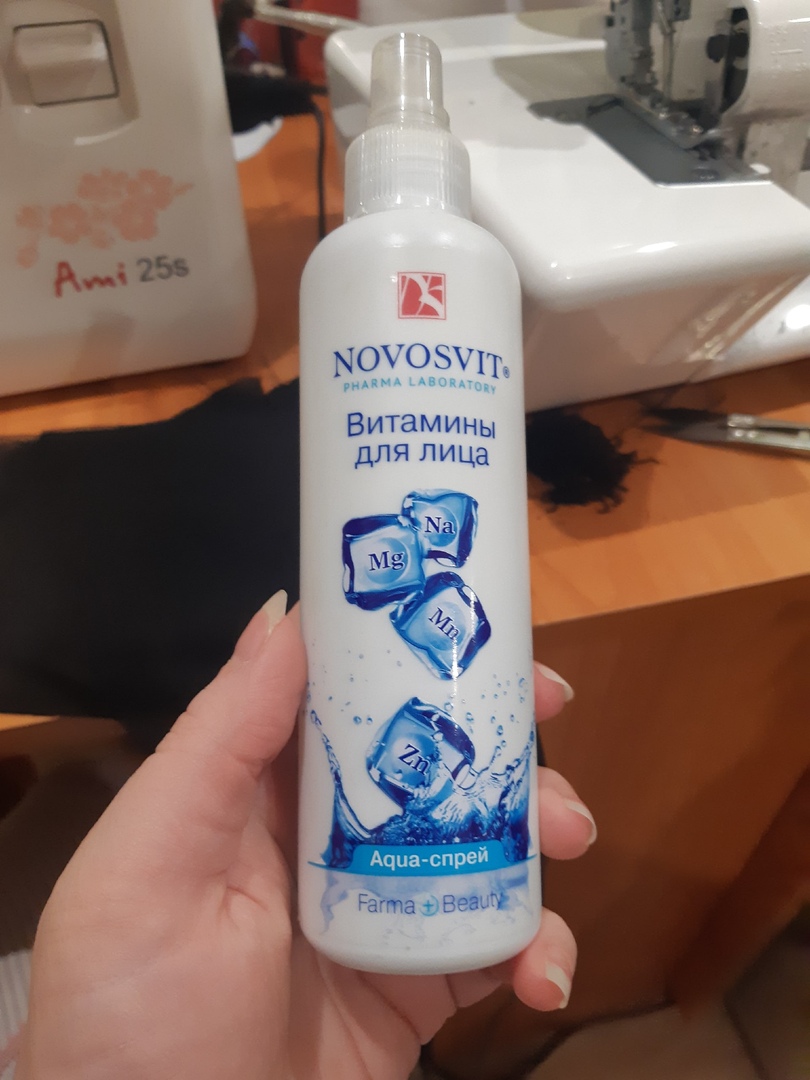 Ami 25s
NOVOSVIT®
PHARMA LABORATORY
Витамины
для лица
Na
Mg
Mn
Zn
Aqua-спрей
Farma + Beauty